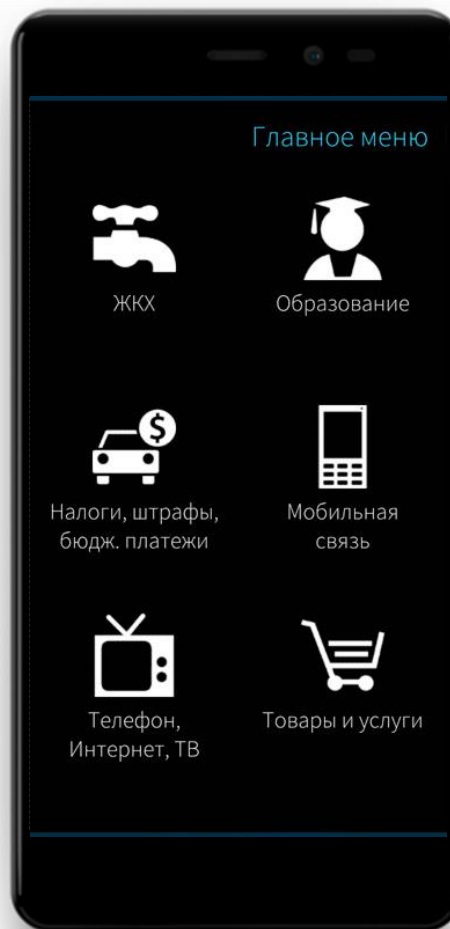 Главное меню
ЖКХ
Образование
Налоги, штрафы,
бюдж. платежи
Мобильная
связь
Телефон,
Интернет, ТВ
Товары и услуги
$